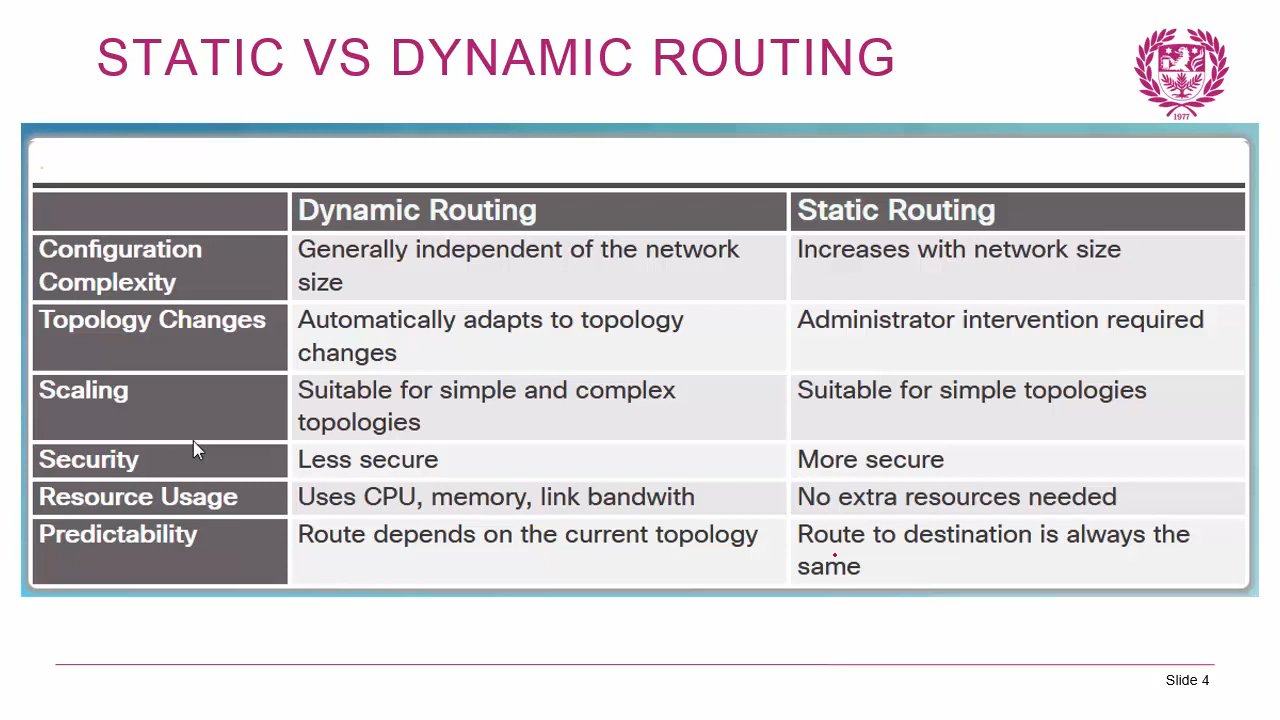 STATIC VS DYNAMIC ROUTING
1977
Dynamic Routing
Static Routing
Configuration
Complexity
Generally independent of the network
size
Increases with network size
Topology Changes
Automatically adapts to topology
changes
Administrator intervention required
Scaling
Suitable for simple and complex
topologies
Suitable for simple topologies
Security
Less secure
More secure
Resource Usage
Uses CPU, memory, link bandwith
No extra resources needed
Predictability
Route depends on the current topology
Route to destination is always the
same
Slide 4